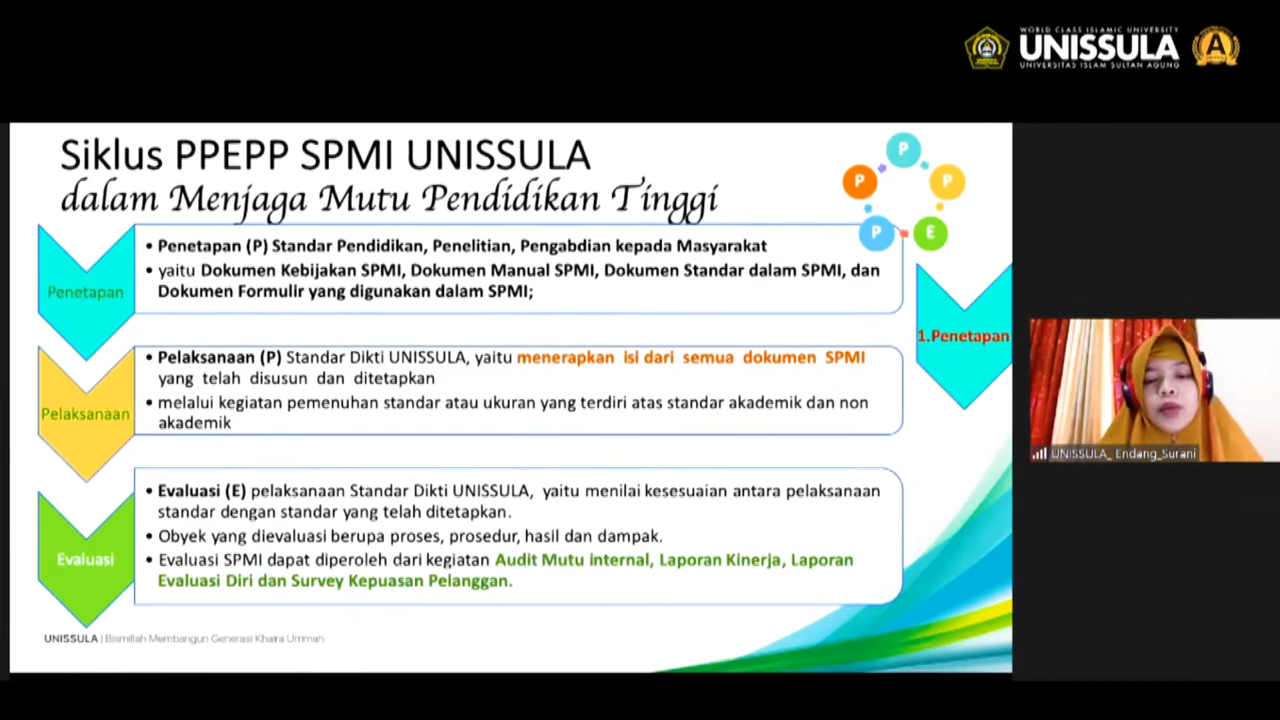 WORLD CLASS ISLAMIC UNIVERSITY
UNISSULA
UNIVERSITAS ISLAM SULTAN AGUNG
A
Siklus PPEPP SPMI UNISSULA
dalam Menjaga Mutu Pendidikan Tinggi
P
P
E
P
P
Penetapan
• Penetapan (P) Standar Pendidikan, Penelitian, Pengabdian kepada Masyarakat
• yaitu Dokumen Kebijakan SPMI, Dokumen Manual SPMI, Dokumen Standar dalam SPMI, dan
Dokumen Formulir yang digunakan dalam SPMI;
1.Penetapan
Pelaksanaan
• Pelaksanaan (P) Standar Dikti UNISSULA, yaitu menerapkan isi dari semua dokumen SPMI
yang telah disusun dan ditetapkan
• melalui kegiatan pemenuhan standar atau ukuran yang terdiri atas standar akademik dan non
akademik
Evaluasi
• Evaluasi (E) pelaksanaan Standar Dikti UNISSULA, yaitu menilai kesesuaian antara pelaksanaan
standar dengan standar yang telah ditetapkan.
• Obyek yang dievaluasi berupa proses, prosedur, hasil dan dampak.
• Evaluasi SPMI dapat diperoleh dari kegiatan Audit Mutu internal, Laporan Kinerja, Laporan
Evaluasi Diri dan Survey Kepuasan Pelanggan.
UNISSULA | Bismillah Membangun Generasi Khaira Ummah
UNISSULA_ Endang_Surani